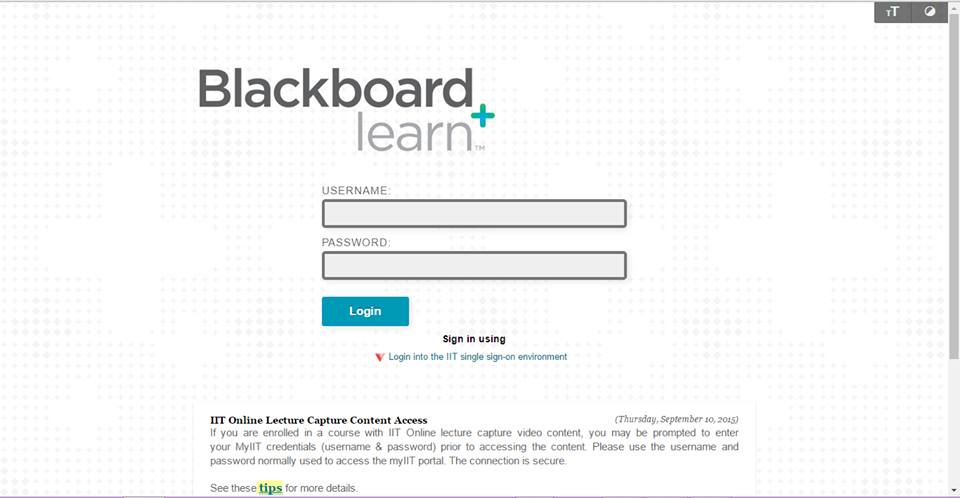 TT
Blackboard
learn+™
USERNAME:
PASSWORD:
Login
Sign in using
Login into the IIT single sign-on environment
IIT Online Lecture Capture Content Access (Thursday, September 10, 2015)
If you are enrolled in a course with IIT Online lecture capture video content, you may be prompted to enter
your MyIIT credentials (username & password) prior to accessing the content. Please use the username and
password normally used to access the myIIT portal. The connection is secure.
See these tips for more details.